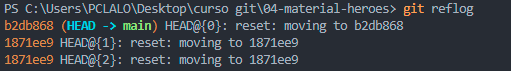 PS C:\Users\PCLALO\Desktop\curso git\04-material-heroes> git reflog
b2db868 (HEAD -> main) HEAD@{0}: reset: moving to b2db868
1871ee9 HEAD@{1}: reset: moving to 1871ee9
1871ee9 HEAD@{2}: reset: moving to 1871ee9